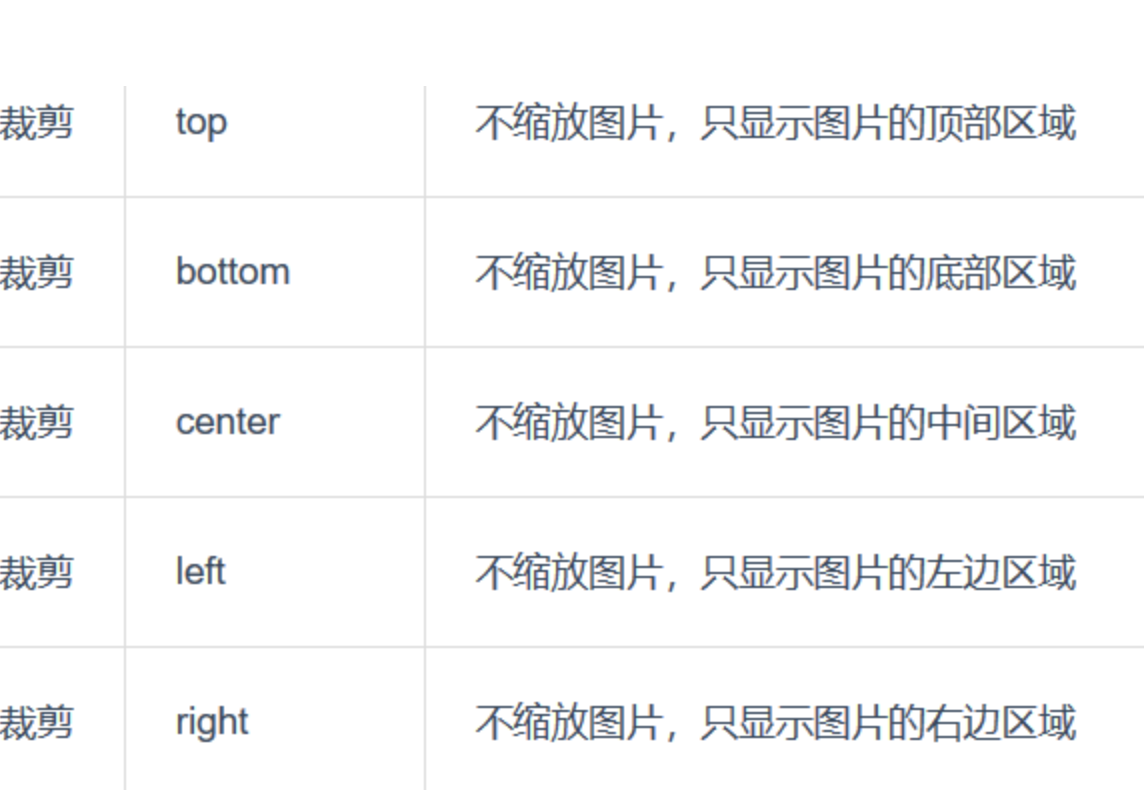 裁剪 top 不缩放图片，只显示图片的顶部区域
裁剪 bottom 不缩放图片，只显示图片的底部区域
裁剪 center 不缩放图片，只显示图片的中间区域
裁剪 left 不缩放图片，只显示图片的左边区域
裁剪 right 不缩放图片，只显示图片的右边区域